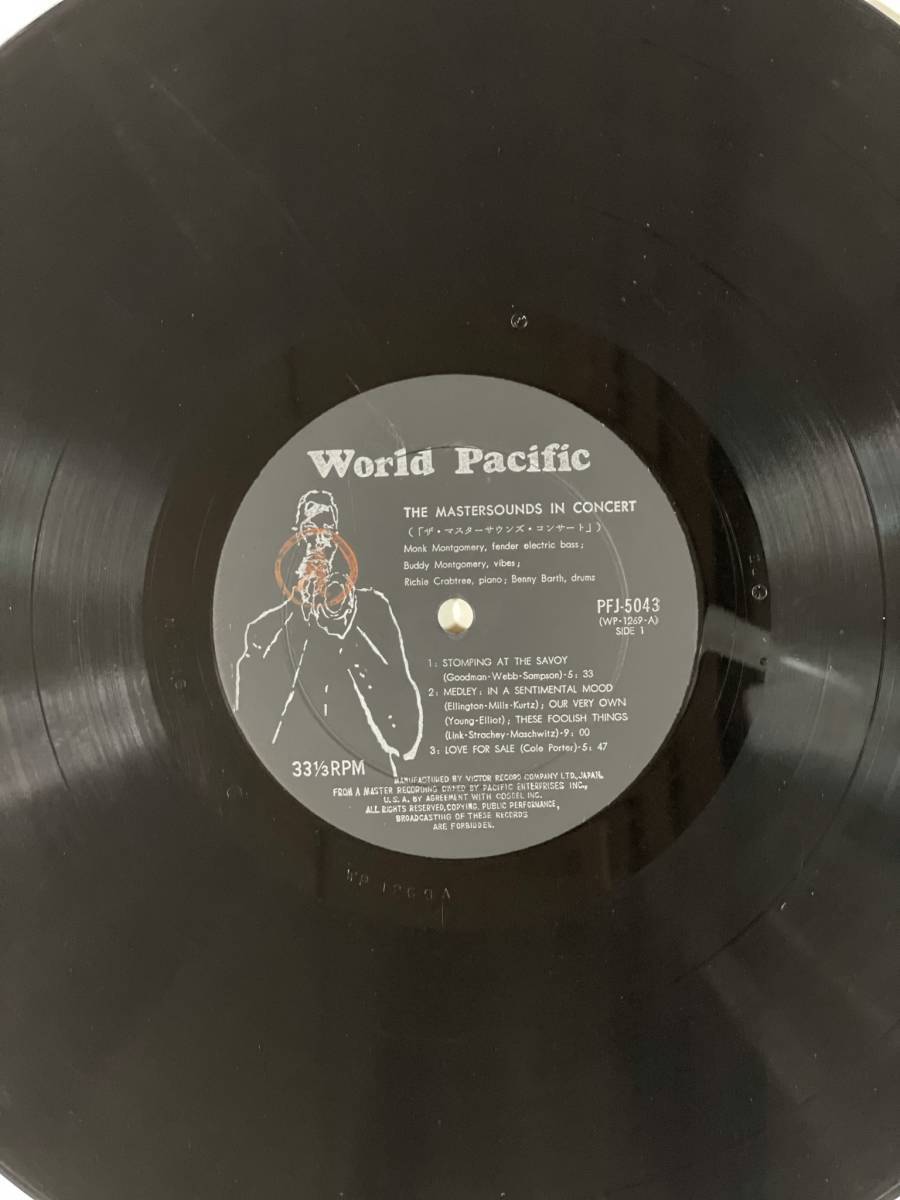 World Pacific
THE MASTERSOUNDS IN CONCERT
(「ザ・マスターサウンズ・コンサート」)
Monk Montgomery, fender electric bass;
Buddy Montgomery, vibes;
Richie Crabtree, piano; Benny Barth, drums
PFJ-5043
(WP-1269-A)
SIDE 1
1: STOMPING AT THE SAVOY
(Goodman-Webb-Sampson)-5: 33
2: MEDLEY: IN A SENTIMENTAL MOOD
(Ellington-Mills-Kurtz); OUR VERY OWN
(Young-Elliot); THESE FOOLISH THINGS
(Link-Strachey-Maschwitz)-9: 00
3: LOVE FOR SALE (Cole Porter)-5: 47
33⅓RPM
MANUFACTURED BY VICTOR RECORD COMPANY LTD., JAPAN,
FROM A MASTER RECORDING OWNED BY PACIFIC ENTERPRISES INC.,
U.S.A. BY AGREEMENT WITH COSDEL INC.
ALL RIGHTS RESERVED, COPYING, PUBLIC PERFORMANCE,
BROADCASTING OF THESE RECORDS
ARE FORBIDDEN.